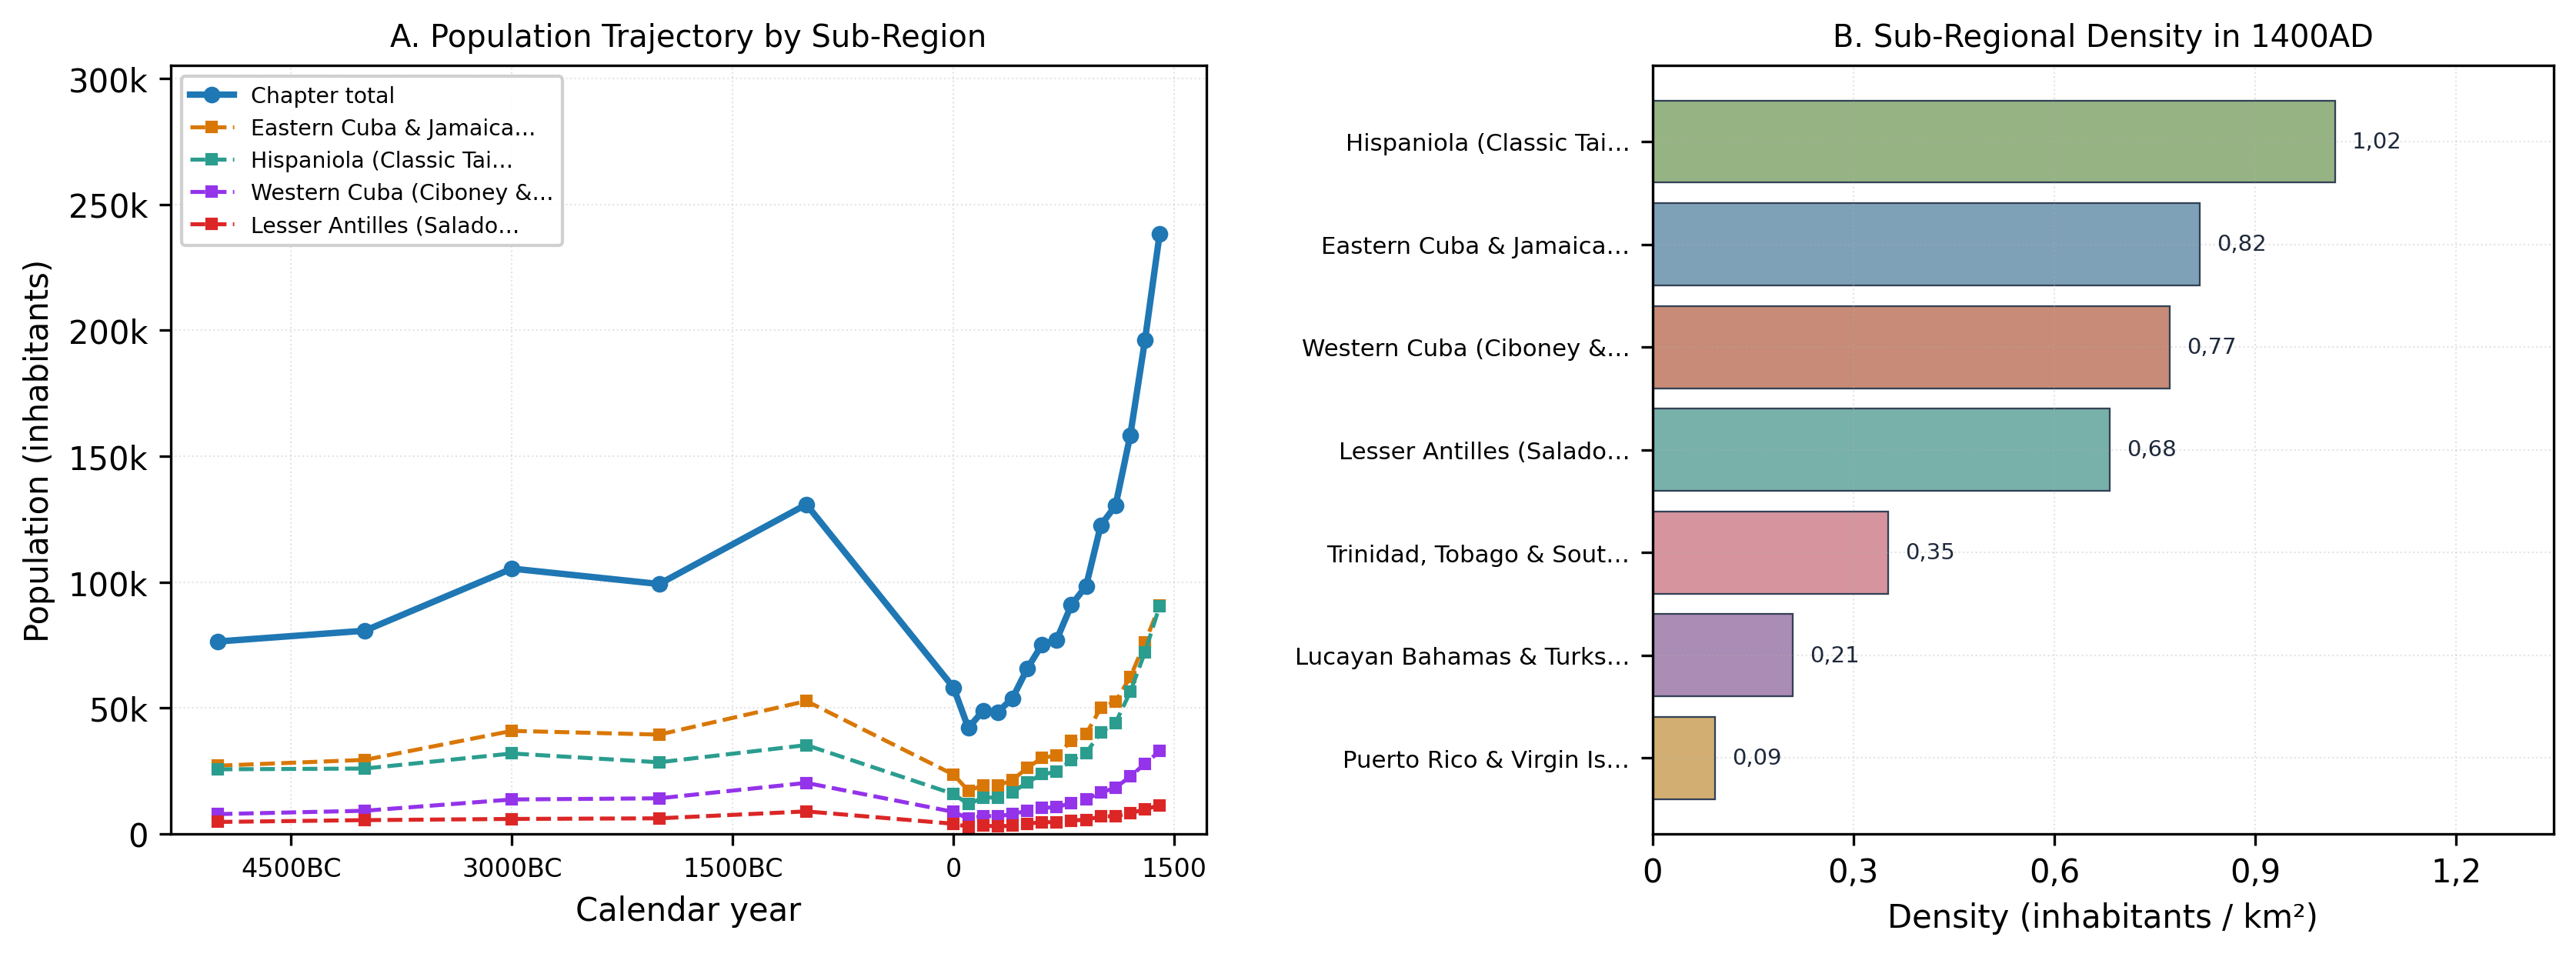 A. Population Trajectory by Sub-Region
300k
250k
200k
150k
100k
50k
0
Population (inhabitants)
Chapter total
Eastern Cuba & Jamaica...
Hispaniola (Classic Tai...
Western Cuba (Ciboney &...
Lesser Antilles (Salado...
4500BC
3000BC
1500BC
0
1500
Calendar year
B. Sub-Regional Density in 1400AD
Hispaniola (Classic Tai... 1,02
Eastern Cuba & Jamaica... 0,82
Western Cuba (Ciboney &... 0,77
Lesser Antilles (Salado... 0,68
Trinidad, Tobago & Sout... 0,35
Lucayan Bahamas & Turks... 0,21
Puerto Rico & Virgin Is... 0,09
0
0,3
0,6
0,9
1,2
Density (inhabitants / km²)